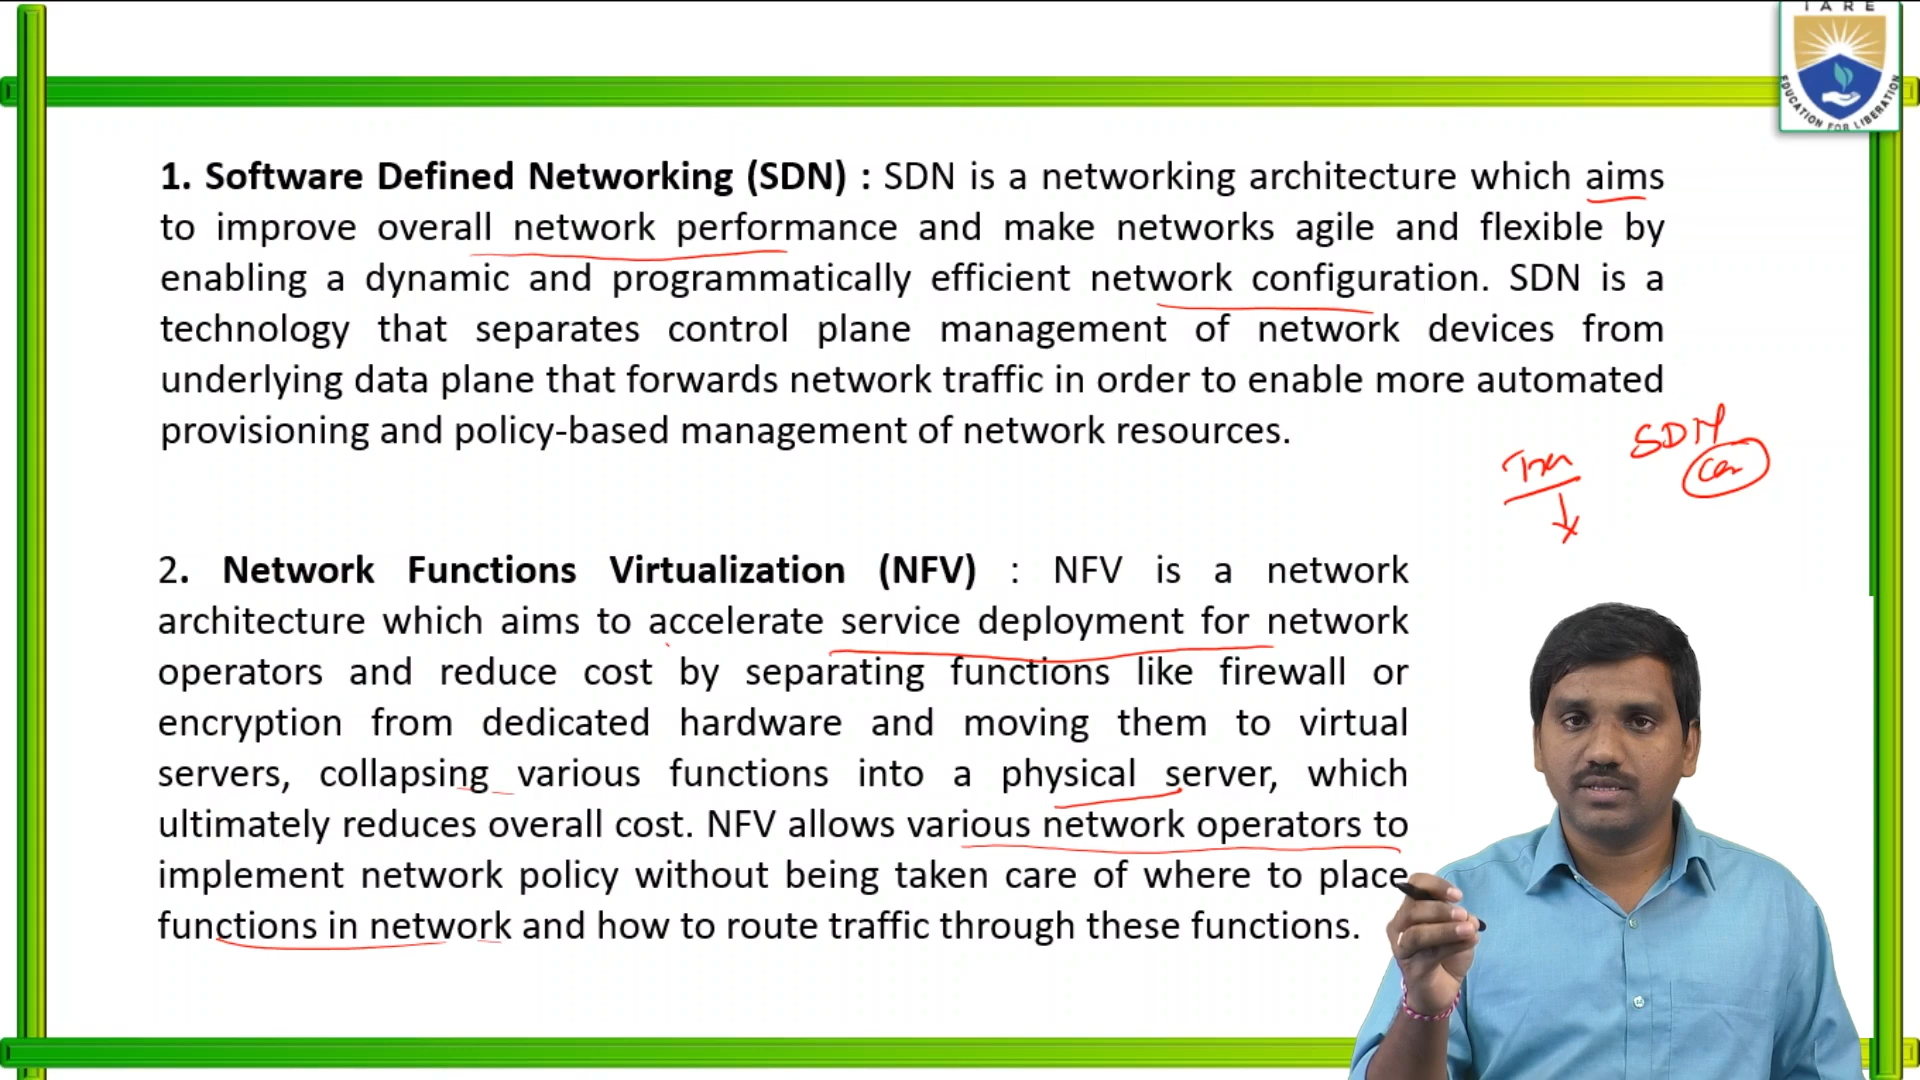 IARE
EDUCATION FOR LIBERATION
1. Software Defined Networking (SDN) : SDN is a networking architecture which aims
to improve overall network performance and make networks agile and flexible by
enabling a dynamic and programmatically efficient network configuration. SDN is a
technology that separates control plane management of network devices from
underlying data plane that forwards network traffic in order to enable more automated
provisioning and policy-based management of network resources.
SDN
2. Network Functions Virtualization (NFV) : NFV is a network
architecture which aims to accelerate service deployment for network
operators and reduce cost by separating functions like firewall or
encryption from dedicated hardware and moving them to virtual
servers, collapsing various functions into a physical server, which
ultimately reduces overall cost. NFV allows various network operators to
implement network policy without being taken care of where to place
functions in network and how to route traffic through these functions.